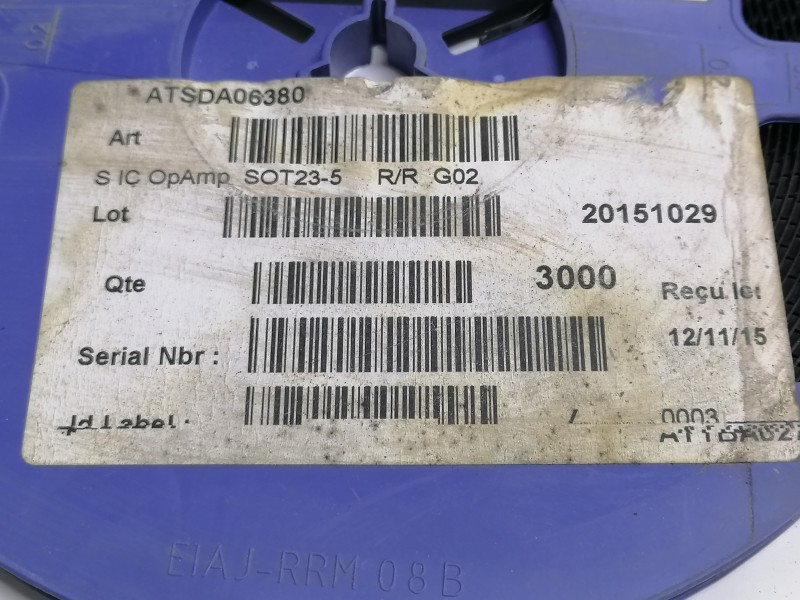 ATSDA06380
Art
S IC OpAmp SOT23-5 R/R G02
Lot 20151029
Qte 3000 Reçu le:
Serial Nbr : 12/11/15
Id Label : / 0003
EIAJ-RRM 08B